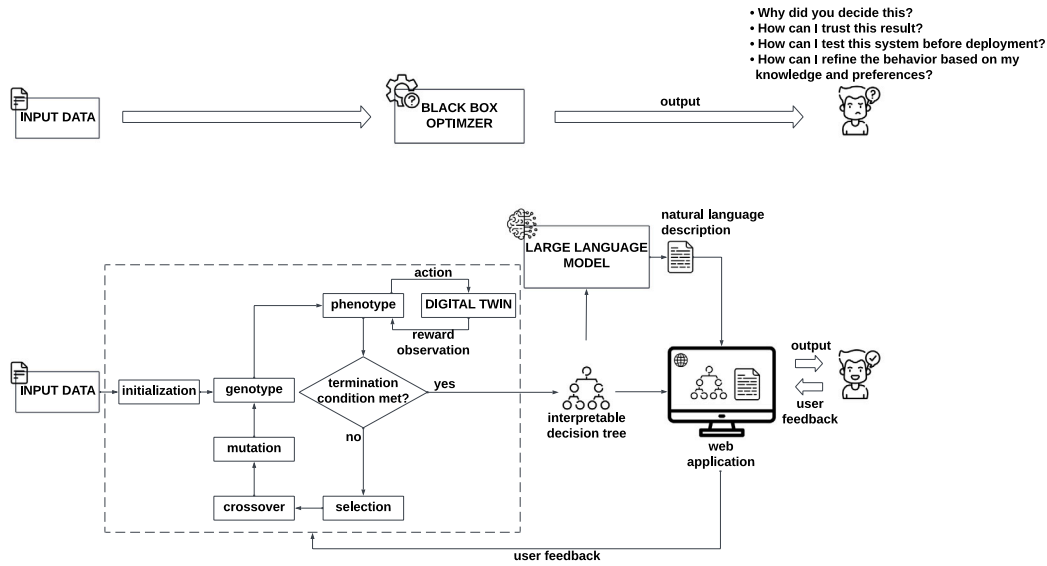 • Why did you decide this?
• How can I trust this result?
• How can I test this system before deployment?
• How can I refine the behavior based on my
knowledge and preferences?
INPUT DATA
BLACK BOX
OPTIMZER
output
natural language
description
LARGE LANGUAGE
MODEL
action
phenotype
DIGITAL TWIN
reward
observation
INPUT DATA
initialization
genotype
termination
condition met?
yes
no
interpretable
decision tree
output
user
feedback
web
application
mutation
crossover
selection
user feedback